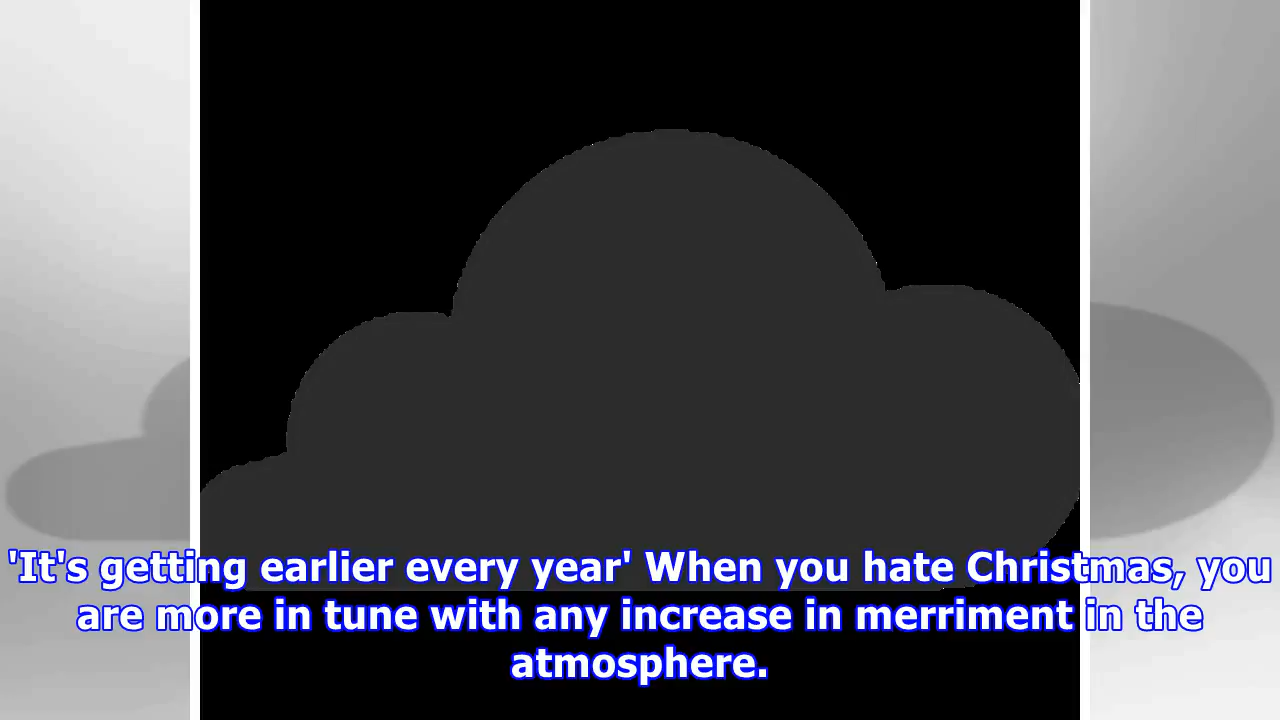 'It's getting earlier every year' When you hate Christmas, you
are more in tune with any increase in merriment in the
atmosphere.